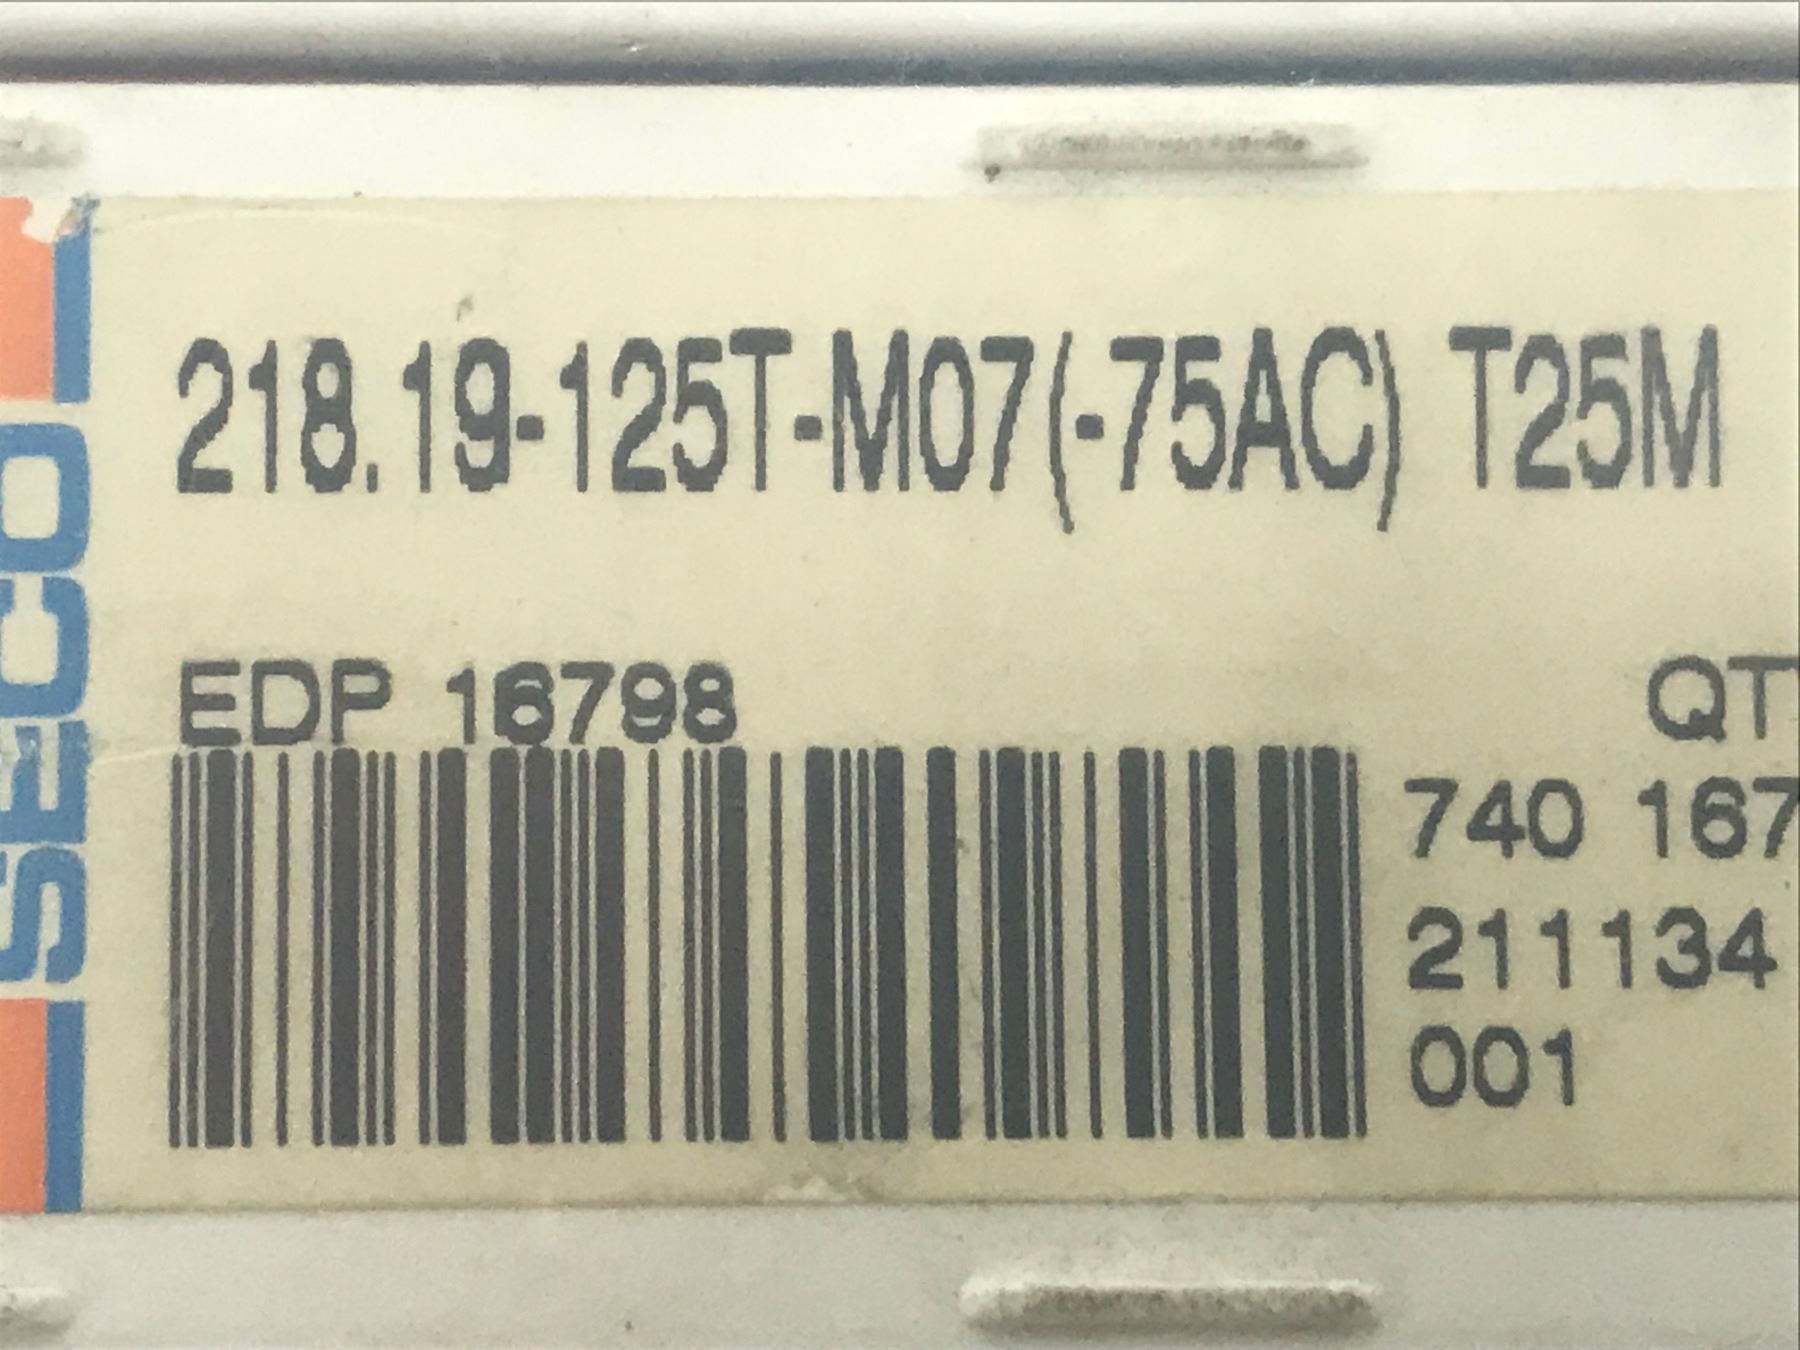 SECO
218.19-125T-M07(-75AC) T25M
EDP 16798
QT
740 167
211134
001